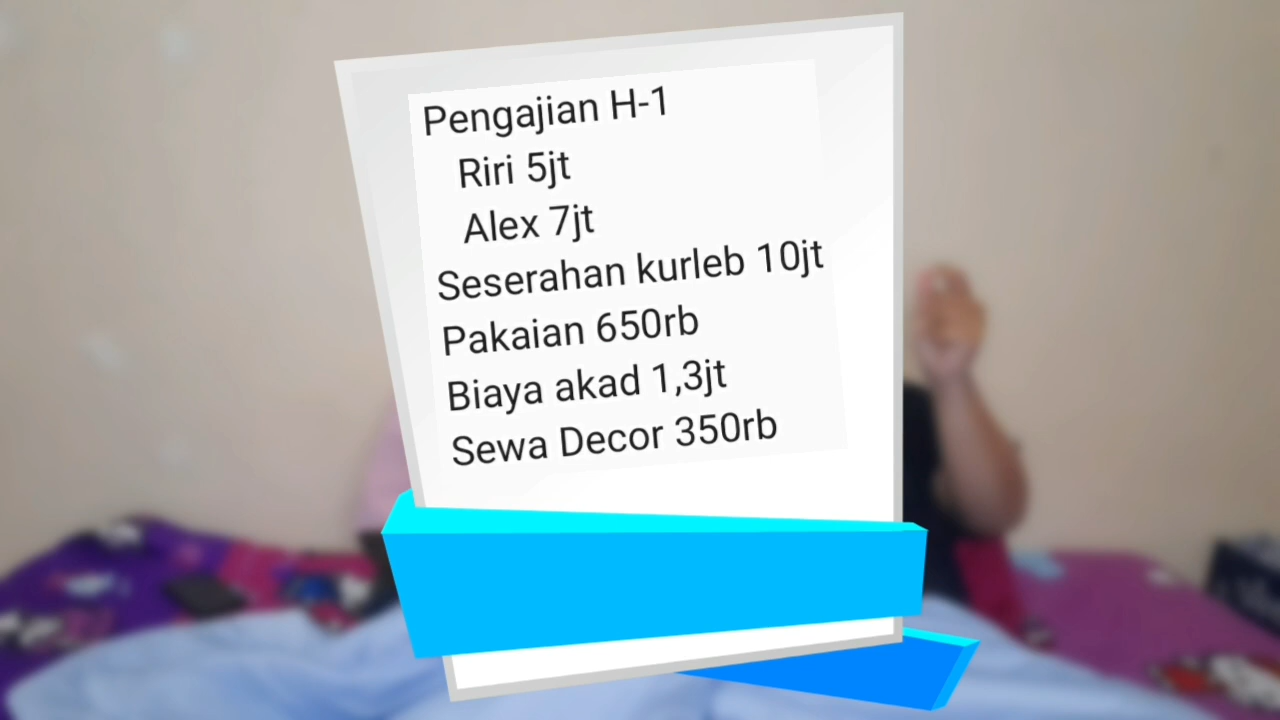 Pengajian H-1
Riri 5jt
Alex 7jt
Seserahan kurleb 10jt
Pakaian 650rb
Biaya akad 1,3jt
Sewa Decor 350rb